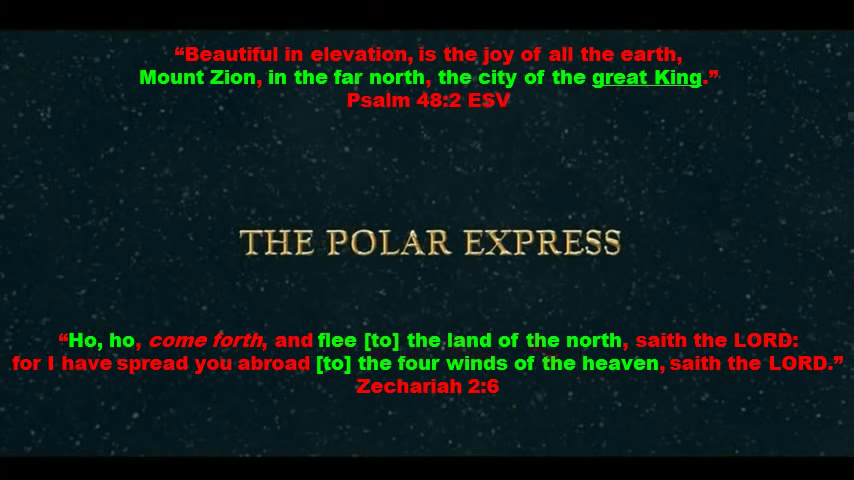 “Beautiful in elevation, is the joy of all the earth,
Mount Zion, in the far north, the city of the great King.”
Psalm 48:2 ESV
THE POLAR EXPRESS
“Ho, ho, come forth, and flee [to] the land of the north, saith the LORD:
for I have spread you abroad [to] the four winds of the heaven, saith the LORD.”
Zechariah 2:6